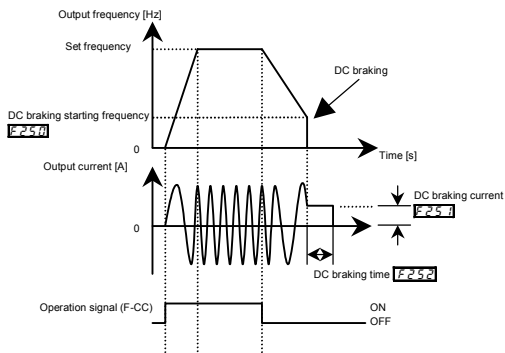 Output frequency [Hz]
Set frequency
DC braking
DC braking starting frequency
F250
0
Time [s]
Output current [A]
DC braking current
F251
0
DC braking time F252
Operation signal (F-CC)
ON
OFF